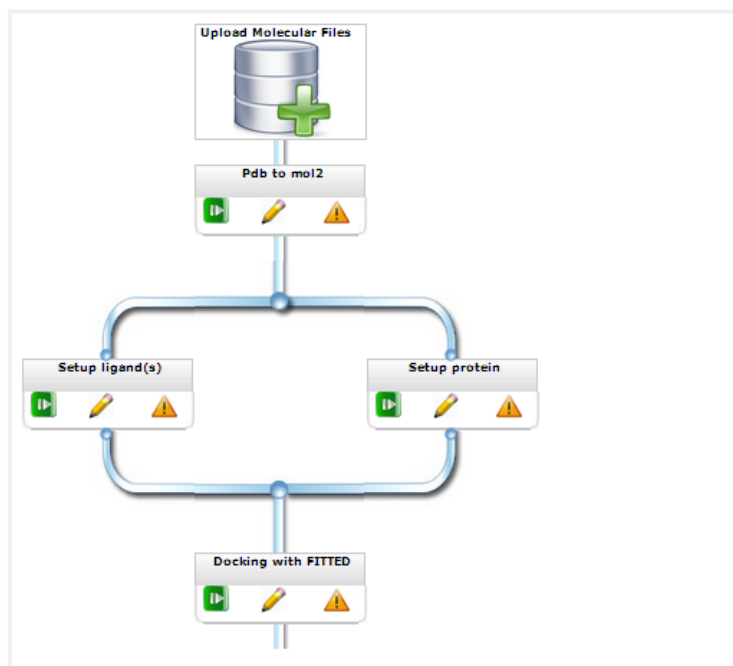 Upload Molecular Files
Pdb to mol2
Setup ligand(s)
Setup protein
Docking with FITTED